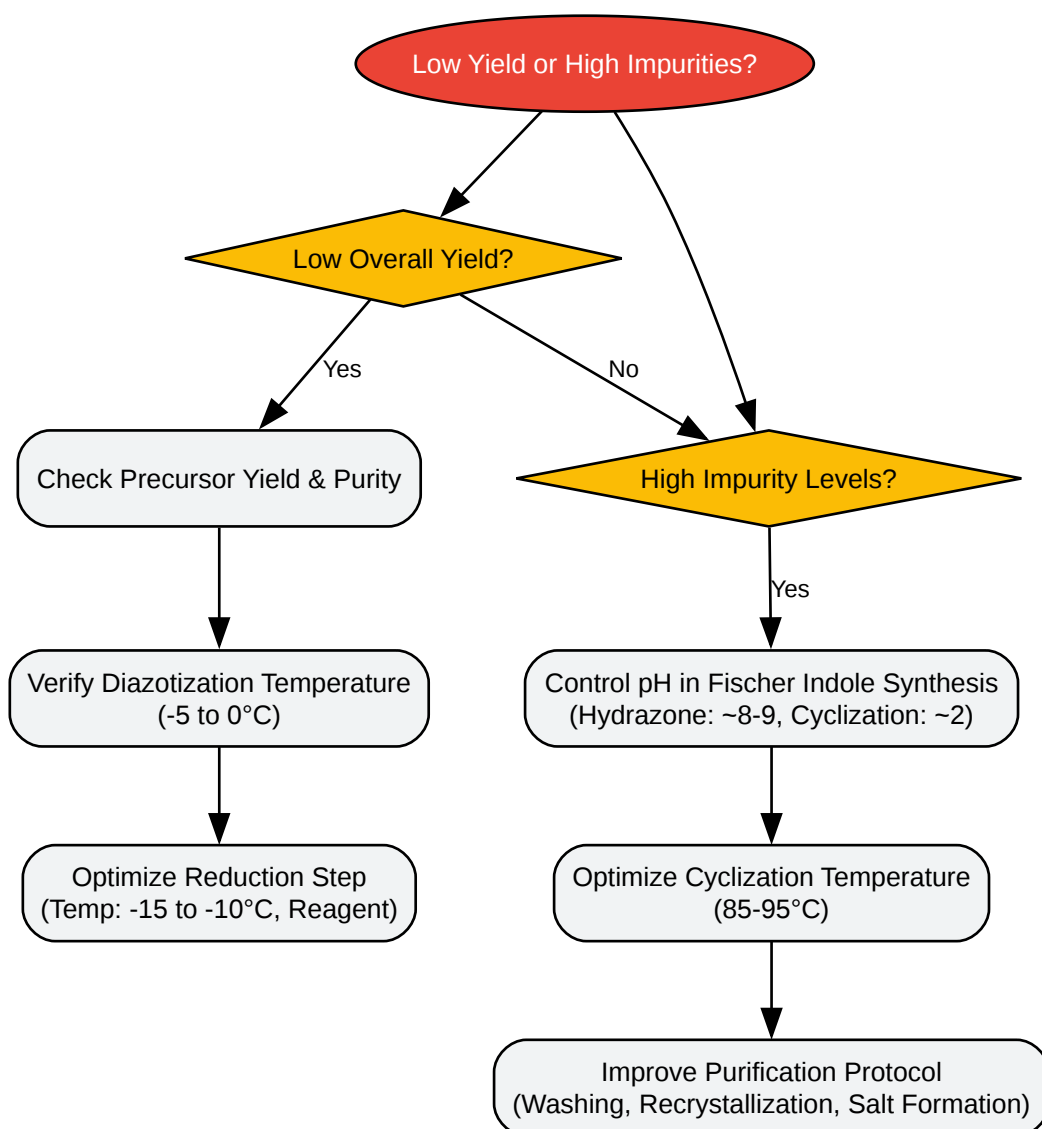 Low Yield or High Impurities?
Low Overall Yield?
Yes
No
Check Precursor Yield & Purity
High Impurity Levels?
Yes
Verify Diazotization Temperature
(-5 to 0°C)
Control pH in Fischer Indole Synthesis
(Hydrazone: ~8-9, Cyclization: ~2)
Optimize Reduction Step
(Temp: -15 to -10°C, Reagent)
Optimize Cyclization Temperature
(85-95°C)
Improve Purification Protocol
(Washing, Recrystallization, Salt Formation)